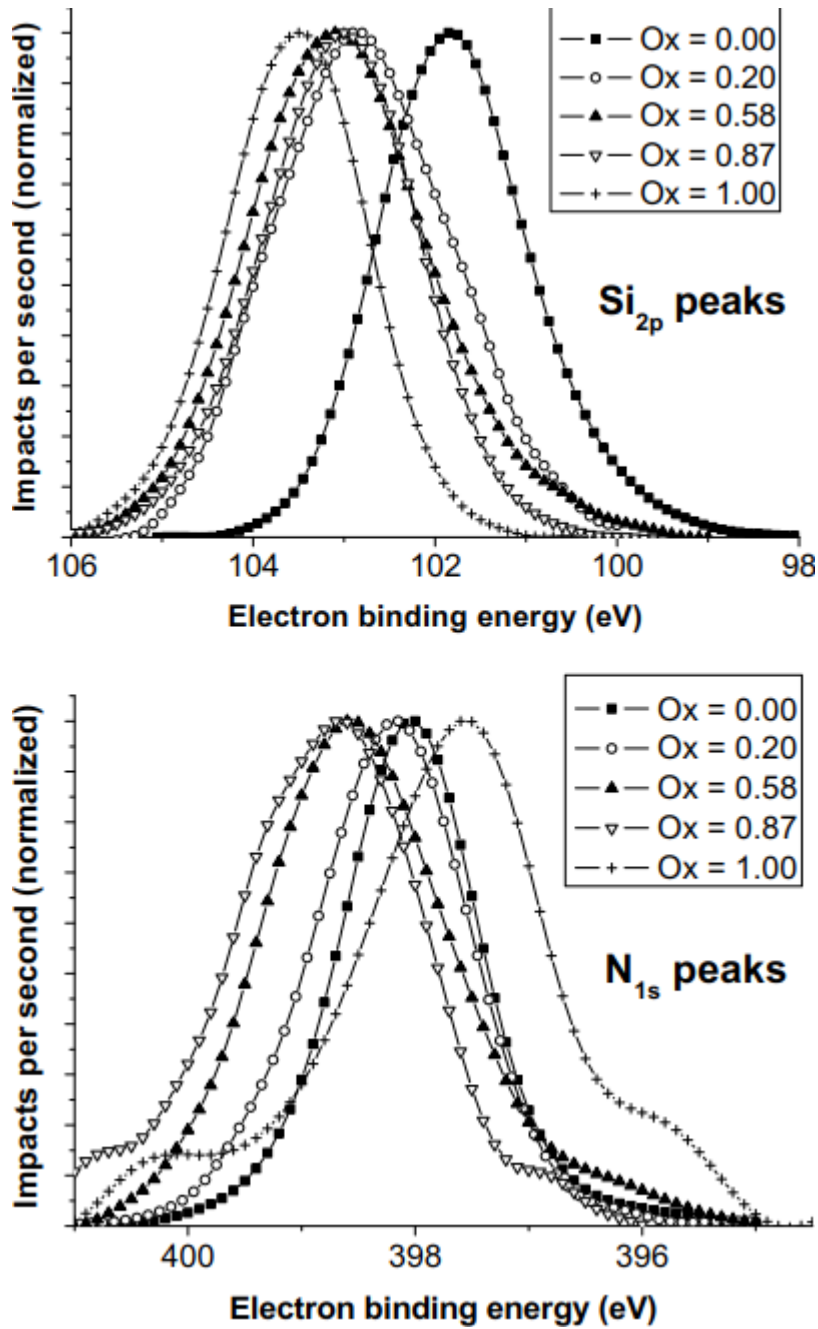 Ox = 0.00
Ox = 0.20
Ox = 0.58
Ox = 0.87
Ox = 1.00
Si2p peaks
Impacts per second (normalized)
106 104 102 100 98
Electron binding energy (eV)
Ox = 0.00
Ox = 0.20
Ox = 0.58
Ox = 0.87
Ox = 1.00
N1s peaks
Impacts per second (normalized)
400 398 396
Electron binding energy (eV)